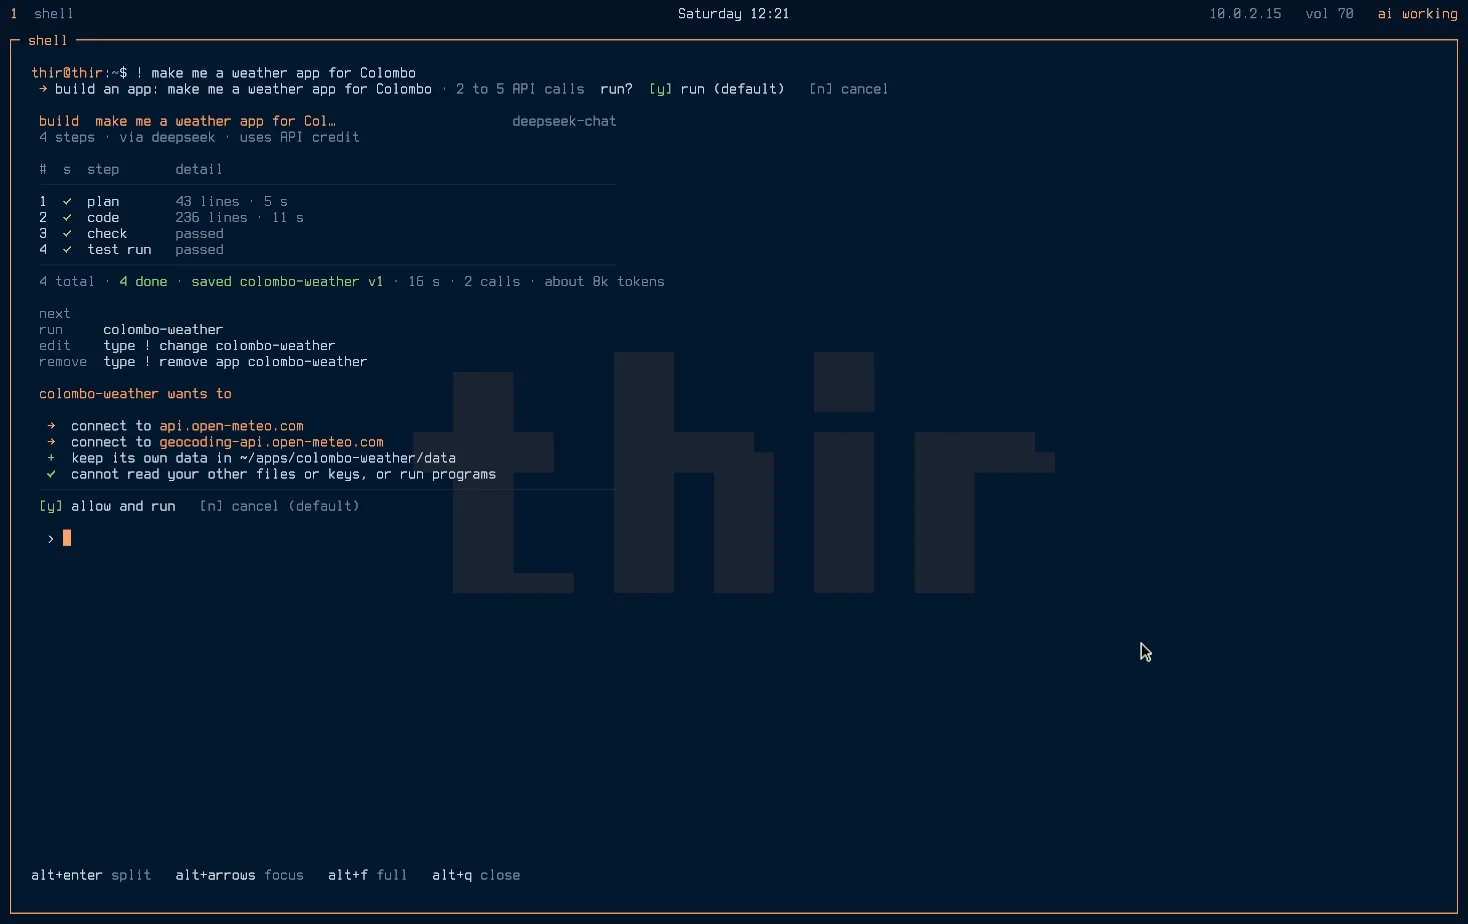 1 shell Saturday 12:21 10.0.2.15 vol 70 ai working
shell
thir@thir:~$ ! make me a weather app for Colombo
→ build an app: make me a weather app for Colombo · 2 to 5 API calls run? [y] run (default) [n] cancel
build make me a weather app for Col… deepseek-chat
4 steps · via deepseek · uses API credit
# s step detail
1 ✓ plan 43 lines · 5 s
2 ✓ code 236 lines · 11 s
3 ✓ check passed
4 ✓ test run passed
4 total · 4 done · saved colombo-weather v1 · 16 s · 2 calls · about 8k tokens
next
run colombo-weather
edit type ! change colombo-weather
remove type ! remove app colombo-weather
colombo-weather wants to
→ connect to api.open-meteo.com
→ connect to geocoding-api.open-meteo.com
+ keep its own data in ~/apps/colombo-weather/data
✓ cannot read your other files or keys, or run programs
[y] allow and run [n] cancel (default)
>
thir
alt+enter split alt+arrows focus alt+f full alt+q close